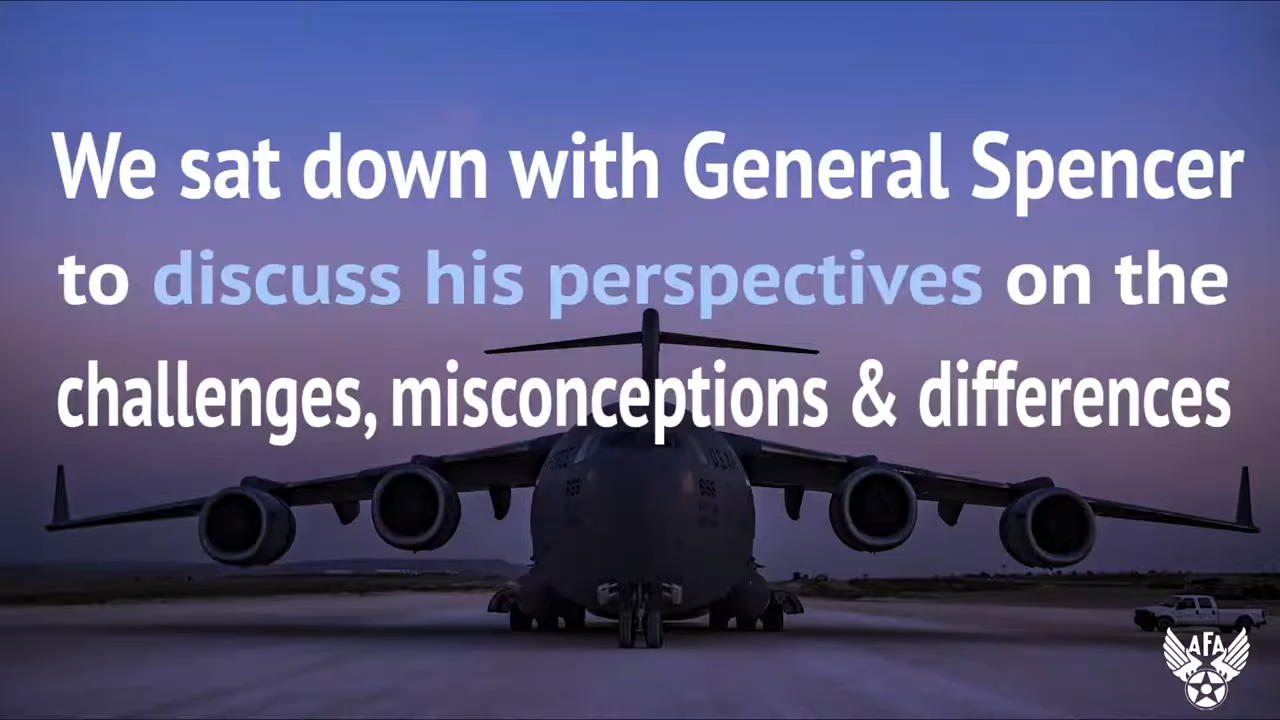 We sat down with General Spencer
to discuss his perspectives on the
challenges, misconceptions & differences
AFA